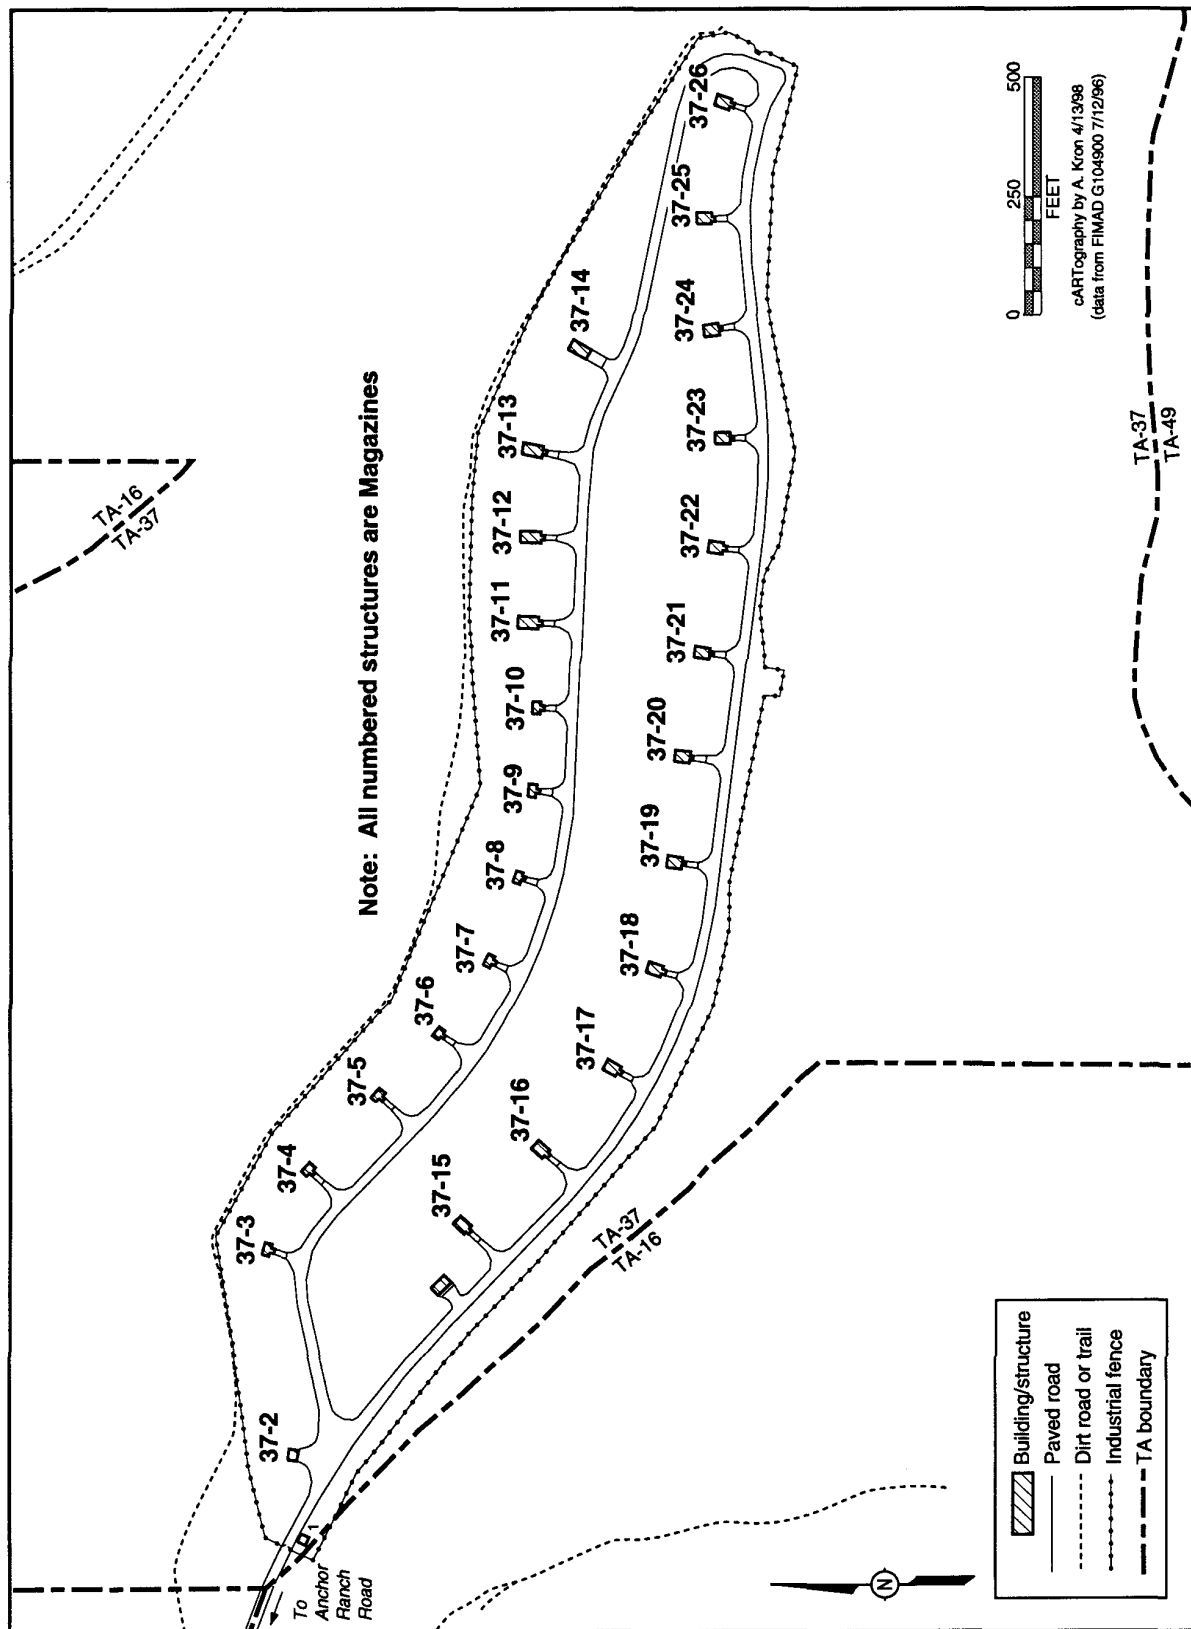 TA-16
TA-37
Note: All numbered structures are Magazines
37-2
37-3
37-4
37-5
37-6
37-7
37-8
37-9
37-10
37-11
37-12
37-13
37-14
37-15
37-16
37-17
37-18
37-19
37-20
37-21
37-22
37-23
37-24
37-25
37-26
1
To
Anchor
Ranch
Road
TA-37
TA-16
TA-37
TA-49
N
Building/structure
Paved road
Dirt road or trail
Industrial fence
TA boundary
0 250 500
FEET
cARTography by A. Kron 4/13/98
(data from FIMAD G104900 7/12/96)